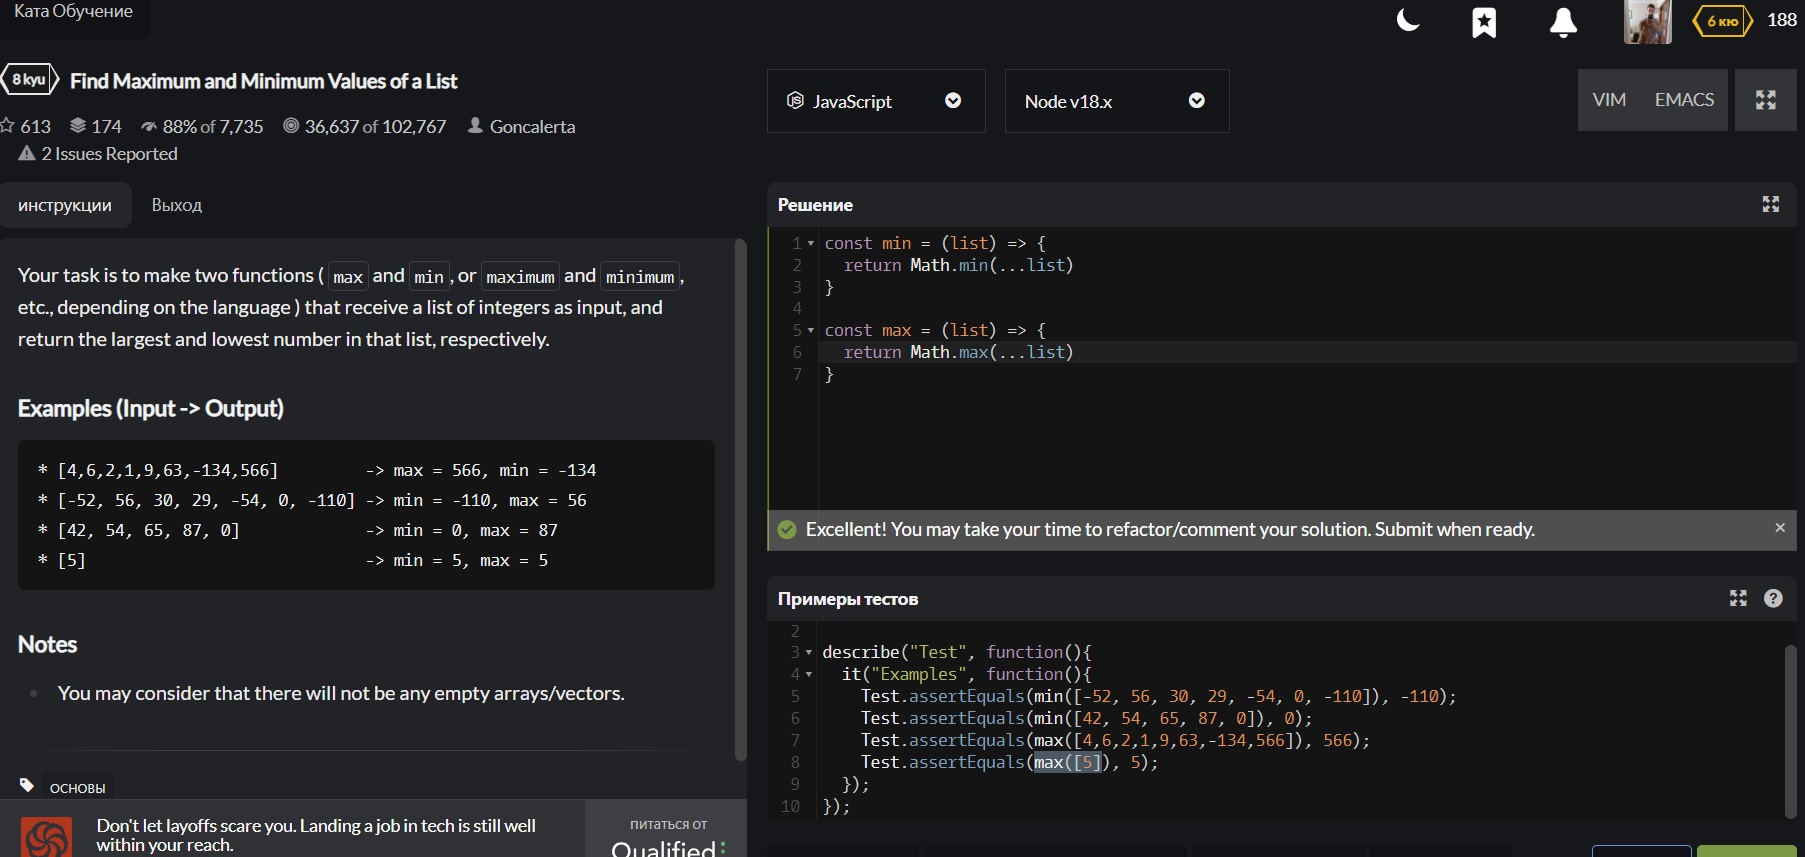 Ката Обучение
6 кю 188
8 kyu Find Maximum and Minimum Values of a List
613 174 88% of 7,735 36,637 of 102,767 Goncalerta
2 Issues Reported
инструкции Выход
Your task is to make two functions ( max and min , or maximum and minimum ,
etc., depending on the language ) that receive a list of integers as input, and
return the largest and lowest number in that list, respectively.
Examples (Input -> Output)
* [4,6,2,1,9,63,-134,566] -> max = 566, min = -134
* [-52, 56, 30, 29, -54, 0, -110] -> min = -110, max = 56
* [42, 54, 65, 87, 0] -> min = 0, max = 87
* [5] -> min = 5, max = 5
Notes
You may consider that there will not be any empty arrays/vectors.
основы
Don't let layoffs scare you. Landing a job in tech is still well
within your reach.
питаться от
Qualified
JavaScript Node v18.x VIM EMACS
Решение
1 const min = (list) => {
2 return Math.min(...list)
3 }
4
5 const max = (list) => {
6 return Math.max(...list)
7 }
Excellent! You may take your time to refactor/comment your solution. Submit when ready.
Примеры тестов
2
3 describe("Test", function(){
4 it("Examples", function(){
5 Test.assertEquals(min([-52, 56, 30, 29, -54, 0, -110]), -110);
6 Test.assertEquals(min([42, 54, 65, 87, 0]), 0);
7 Test.assertEquals(max([4,6,2,1,9,63,-134,566]), 566);
8 Test.assertEquals(max([5]), 5);
9 });
10 });